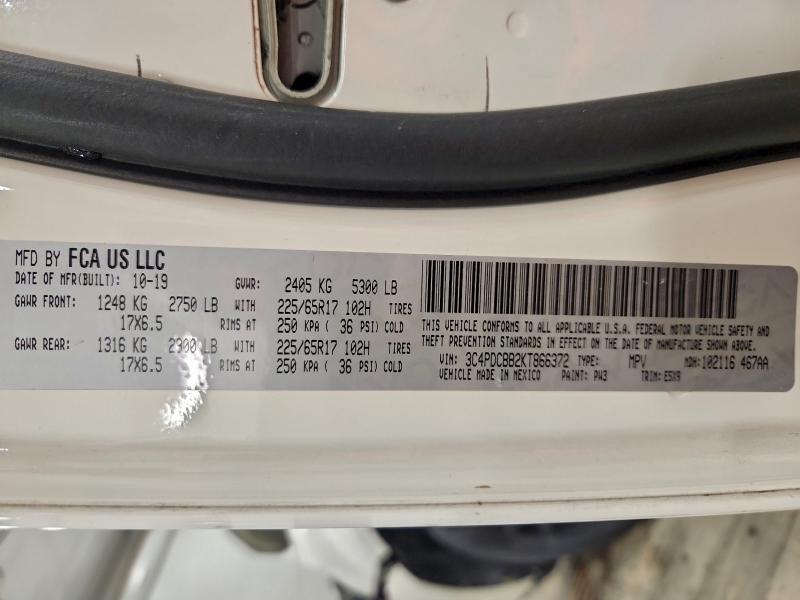 MFD BY FCA US LLC
DATE OF MFR(BUILT): 10-19 GVWR: 2405 KG 5300 LB
GAWR FRONT: 1248 KG 2750 LB WITH 225/65R17 102H TIRES
17X6.5 RIMS AT 250 KPA ( 36 PSI) COLD
GAWR REAR: 1316 KG 2900 LB WITH 225/65R17 102H TIRES
17X6.5 RIMS AT 250 KPA ( 36 PSI) COLD
THIS VEHICLE CONFORMS TO ALL APPLICABLE U.S.A. FEDERAL MOTOR VEHICLE SAFETY AND
THEFT PREVENTION STANDARDS IN EFFECT ON THE DATE OF MANUFACTURE SHOWN ABOVE.
VIN: 3C4PDCBB2KT866372 TYPE: MPV MDH: 102116 467AA
VEHICLE MADE IN MEXICO PAINT: PW3 TRIM: E5X9